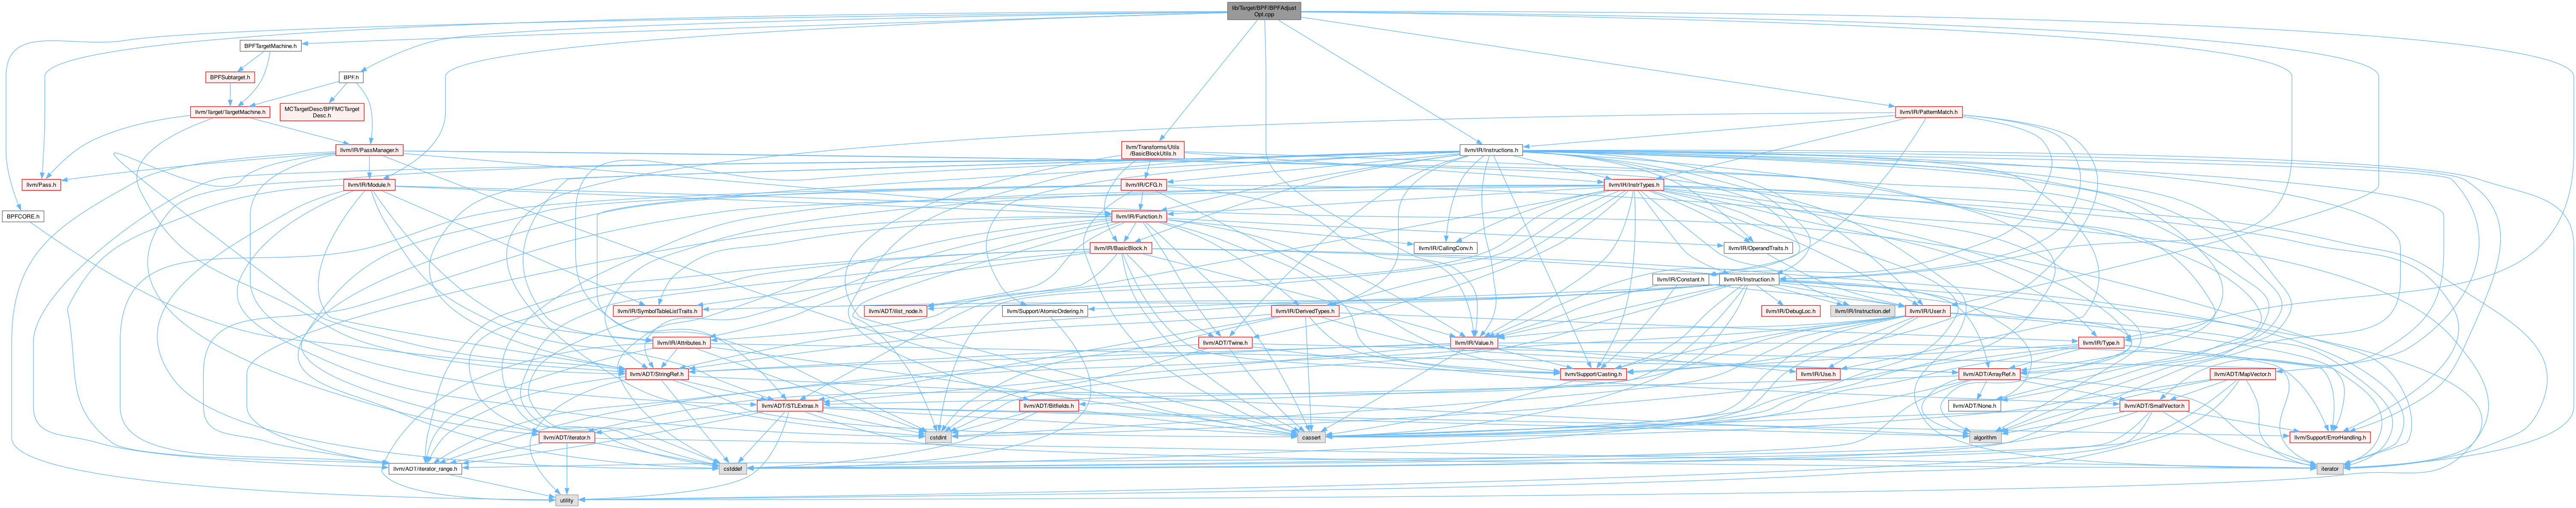 lib/Target/BPF/BPFAdjust
Opt.cpp
BPFTargetMachine.h
BPFSubtarget.h
BPF.h
llvm/Target/TargetMachine.h
MCTargetDesc/BPFMCTarget
Desc.h
llvm/IR/PatternMatch.h
llvm/IR/PassManager.h
llvm/Transforms/Utils
/BasicBlockUtils.h
llvm/IR/Instructions.h
llvm/Pass.h
llvm/IR/Module.h
llvm/IR/CFG.h
llvm/IR/InstrTypes.h
BPFCORE.h
llvm/IR/Function.h
llvm/IR/BasicBlock.h
llvm/IR/CallingConv.h
llvm/IR/OperandTraits.h
llvm/IR/Constant.h
llvm/IR/Instruction.h
llvm/IR/SymbolTableListTraits.h
llvm/ADT/ilist_node.h
llvm/Support/AtomicOrdering.h
llvm/IR/DerivedTypes.h
llvm/IR/DebugLoc.h
llvm/IR/Instruction.def
llvm/IR/User.h
llvm/IR/Attributes.h
llvm/ADT/Twine.h
llvm/IR/Value.h
llvm/IR/Type.h
llvm/ADT/StringRef.h
llvm/Support/Casting.h
llvm/IR/Use.h
llvm/ADT/ArrayRef.h
llvm/ADT/MapVector.h
llvm/ADT/STLExtras.h
llvm/ADT/Bitfields.h
llvm/ADT/None.h
llvm/ADT/SmallVector.h
llvm/ADT/iterator.h
cstdint
cassert
algorithm
llvm/Support/ErrorHandling.h
llvm/ADT/iterator_range.h
cstddef
iterator
utility